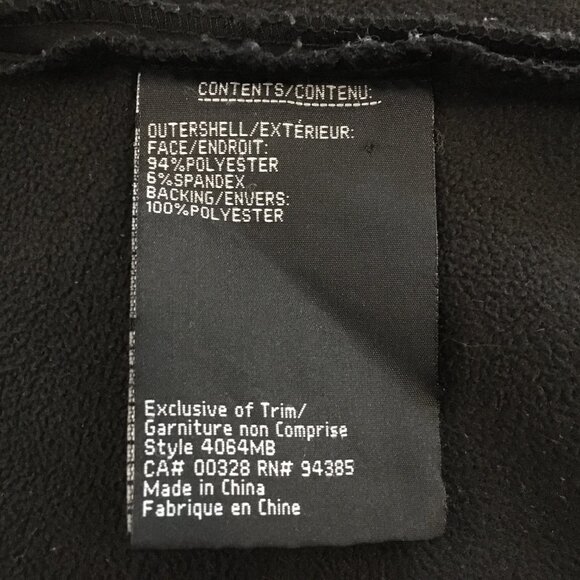 CONTENTS/CONTENU:
OUTERSHELL/EXTÉRIEUR:
FACE/ENDROIT:
94%POLYESTER
6%SPANDEX
BACKING/ENVERS:
100%POLYESTER
Exclusive of Trim/
Garniture non Comprise
Style 4064MB
CA# 00328 RN# 94385
Made in China
Fabrique en Chine